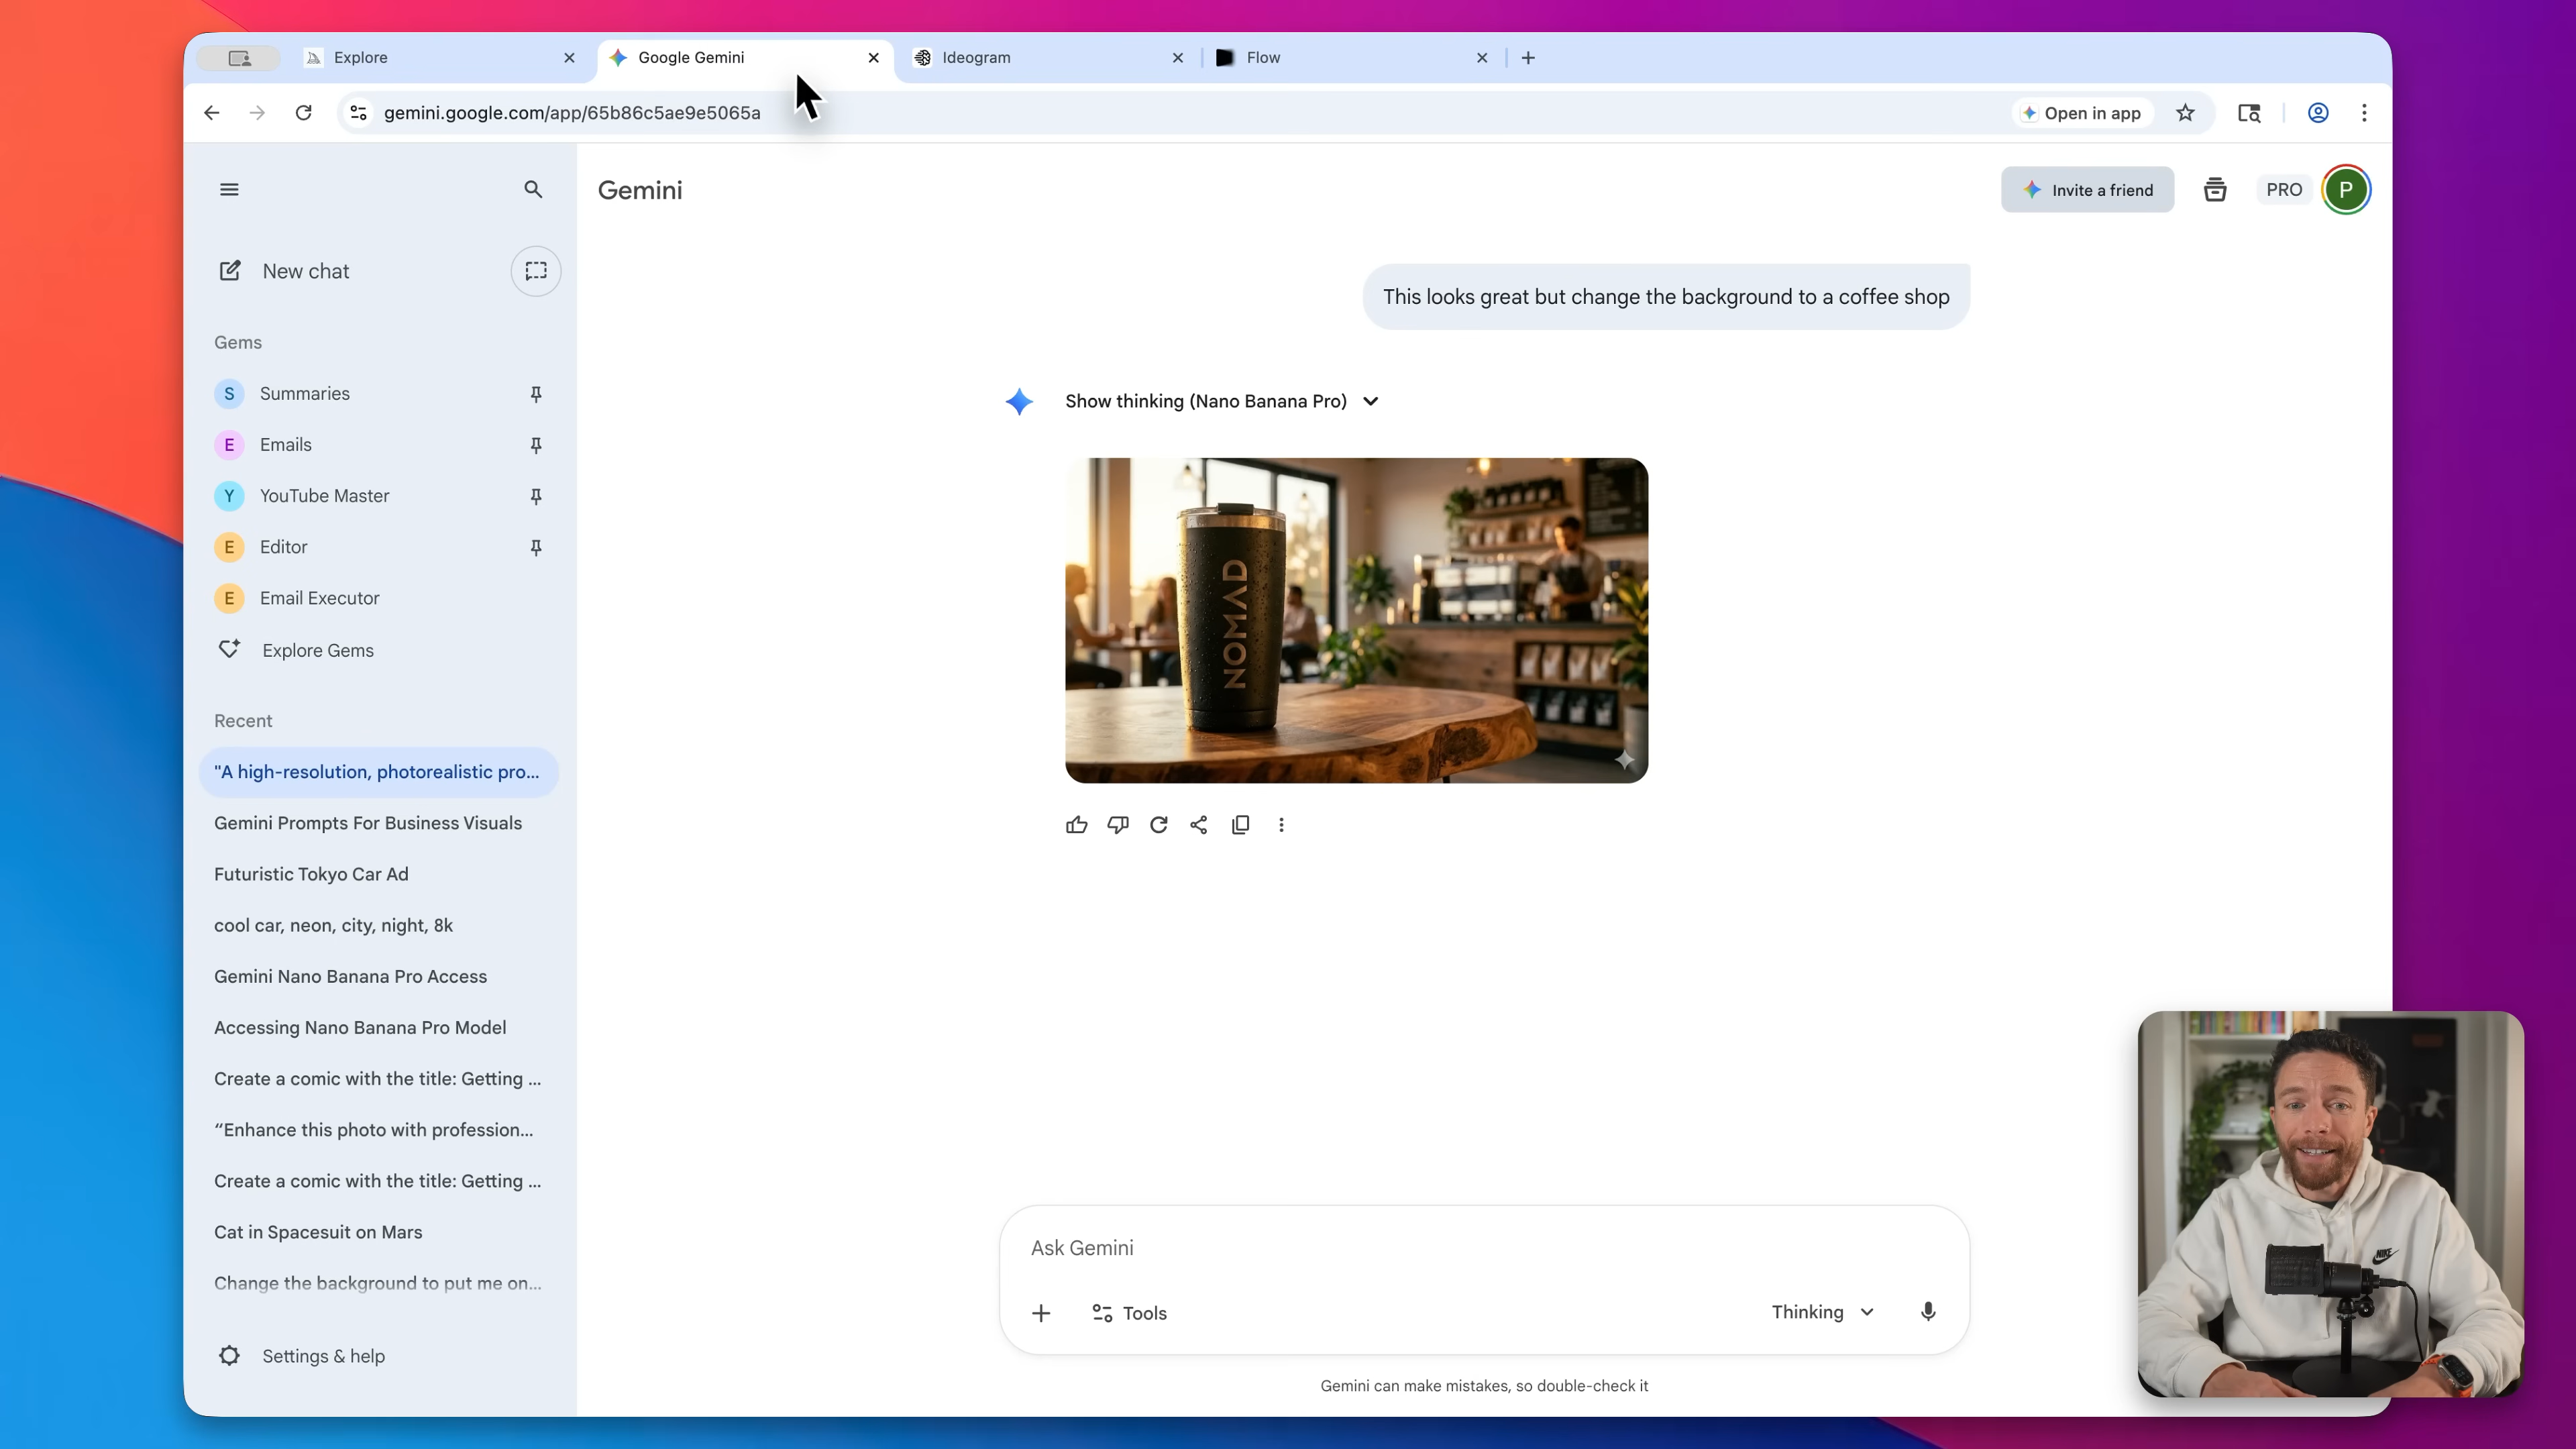 Explore
Google Gemini
Ideogram
Flow
gemini.google.com/app/65b86c5ae9e5065a
Open in app
Gemini
Invite a friend
PRO
P
New chat
Gems
S Summaries
E Emails
Y YouTube Master
E Editor
E Email Executor
Explore Gems
Recent
"A high-resolution, photorealistic pro...
Gemini Prompts For Business Visuals
Futuristic Tokyo Car Ad
cool car, neon, city, night, 8k
Gemini Nano Banana Pro Access
Accessing Nano Banana Pro Model
Create a comic with the title: Getting ...
“Enhance this photo with profession...
Create a comic with the title: Getting ...
Cat in Spacesuit on Mars
Change the background to put me on...
Settings & help
This looks great but change the background to a coffee shop
Show thinking (Nano Banana Pro)
NOMAD
Ask Gemini
Tools
Thinking
Gemini can make mistakes, so double-check it
NIKE